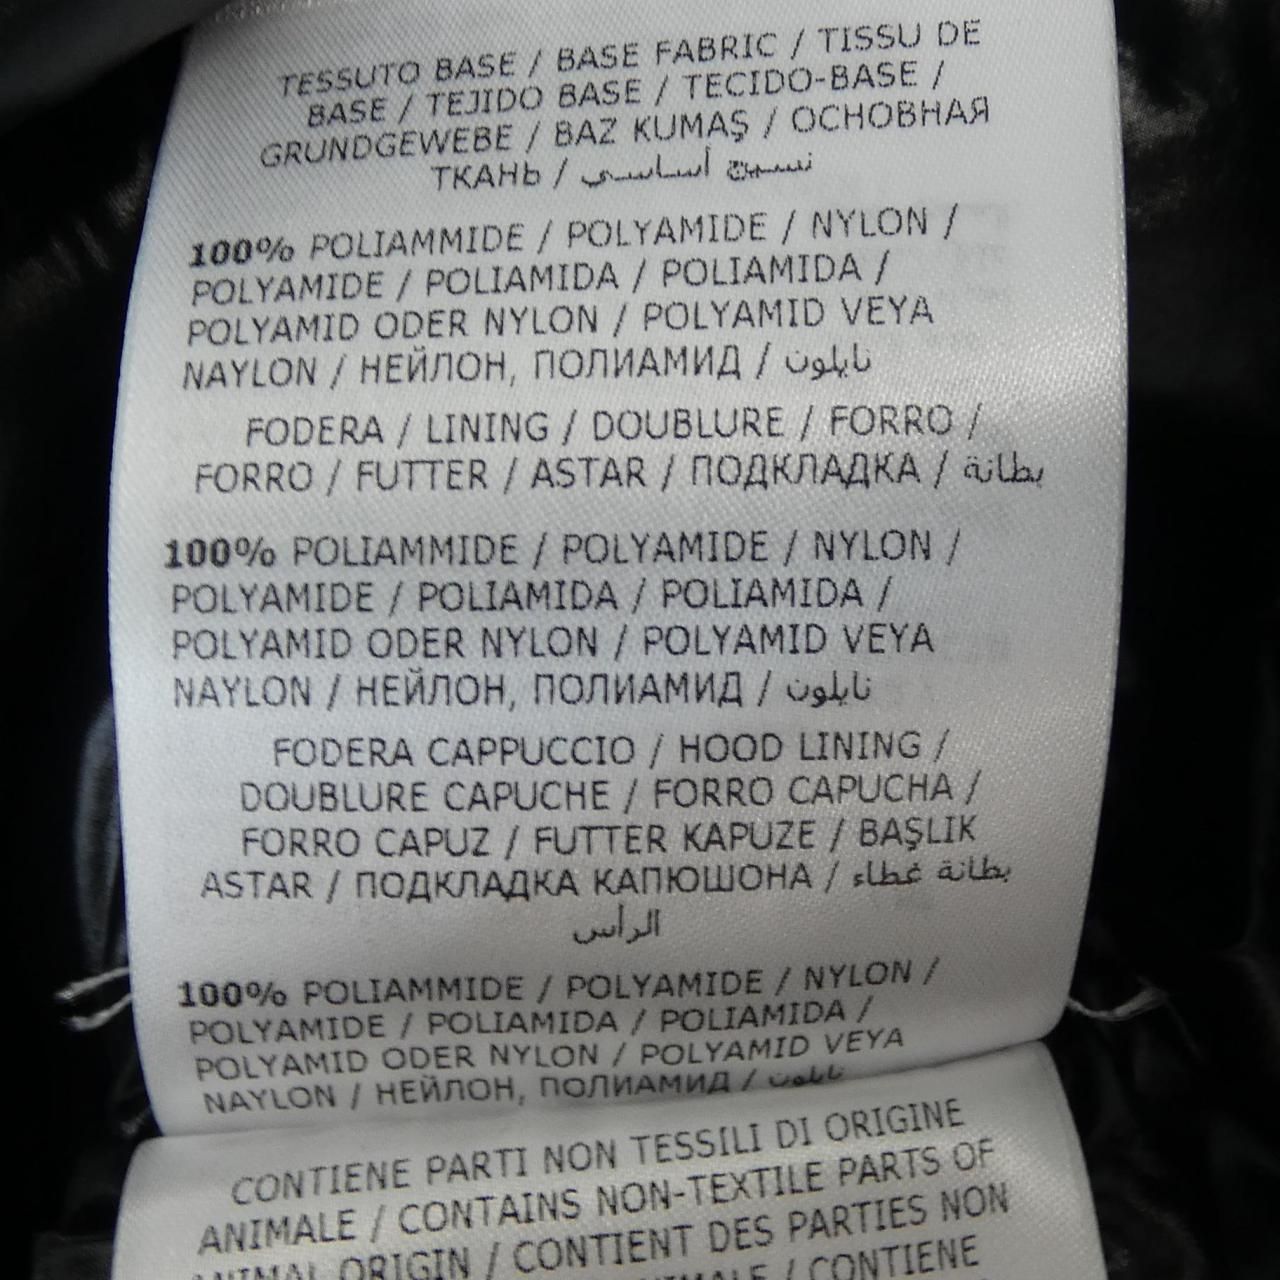 TESSUTO BASE / BASE FABRIC / TISSU DE
BASE / TEJIDO BASE / TECIDO-BASE /
GRUNDGEWEBE / BAZ KUMAŞ / ОСНОВНАЯ
ТКАНЬ / نسيج أساسي
100% POLIAMMIDE / POLYAMIDE / NYLON /
POLYAMIDE / POLIAMIDA / POLIAMIDA /
POLYAMID ODER NYLON / POLYAMID VEYA
NAYLON / НЕЙЛОН, ПОЛИАМИД / نايلون
FODERA / LINING / DOUBLURE / FORRO /
FORRO / FUTTER / ASTAR / ПОДКЛАДКА / بطانة
100% POLIAMMIDE / POLYAMIDE / NYLON /
POLYAMIDE / POLIAMIDA / POLIAMIDA /
POLYAMID ODER NYLON / POLYAMID VEYA
NAYLON / НЕЙЛОН, ПОЛИАМИД / نايلون
FODERA CAPPUCCIO / HOOD LINING /
DOUBLURE CAPUCHE / FORRO CAPUCHA /
FORRO CAPUZ / FUTTER KAPUZE / BAŞLIK
ASTAR / ПОДКЛАДКА КАПЮШОНА / بطانة غطاء
الرأس
100% POLIAMMIDE / POLYAMIDE / NYLON /
POLYAMIDE / POLIAMIDA / POLIAMIDA /
POLYAMID ODER NYLON / POLYAMID VEYA
NAYLON / НЕЙЛОН, ПОЛИАМИД / نايلون
CONTIENE PARTI NON TESSILI DI ORIGINE
ANIMALE / CONTAINS NON-TEXTILE PARTS OF
ANIMAL ORIGIN / CONTIENT DES PARTIES NON
/ CONTIENE